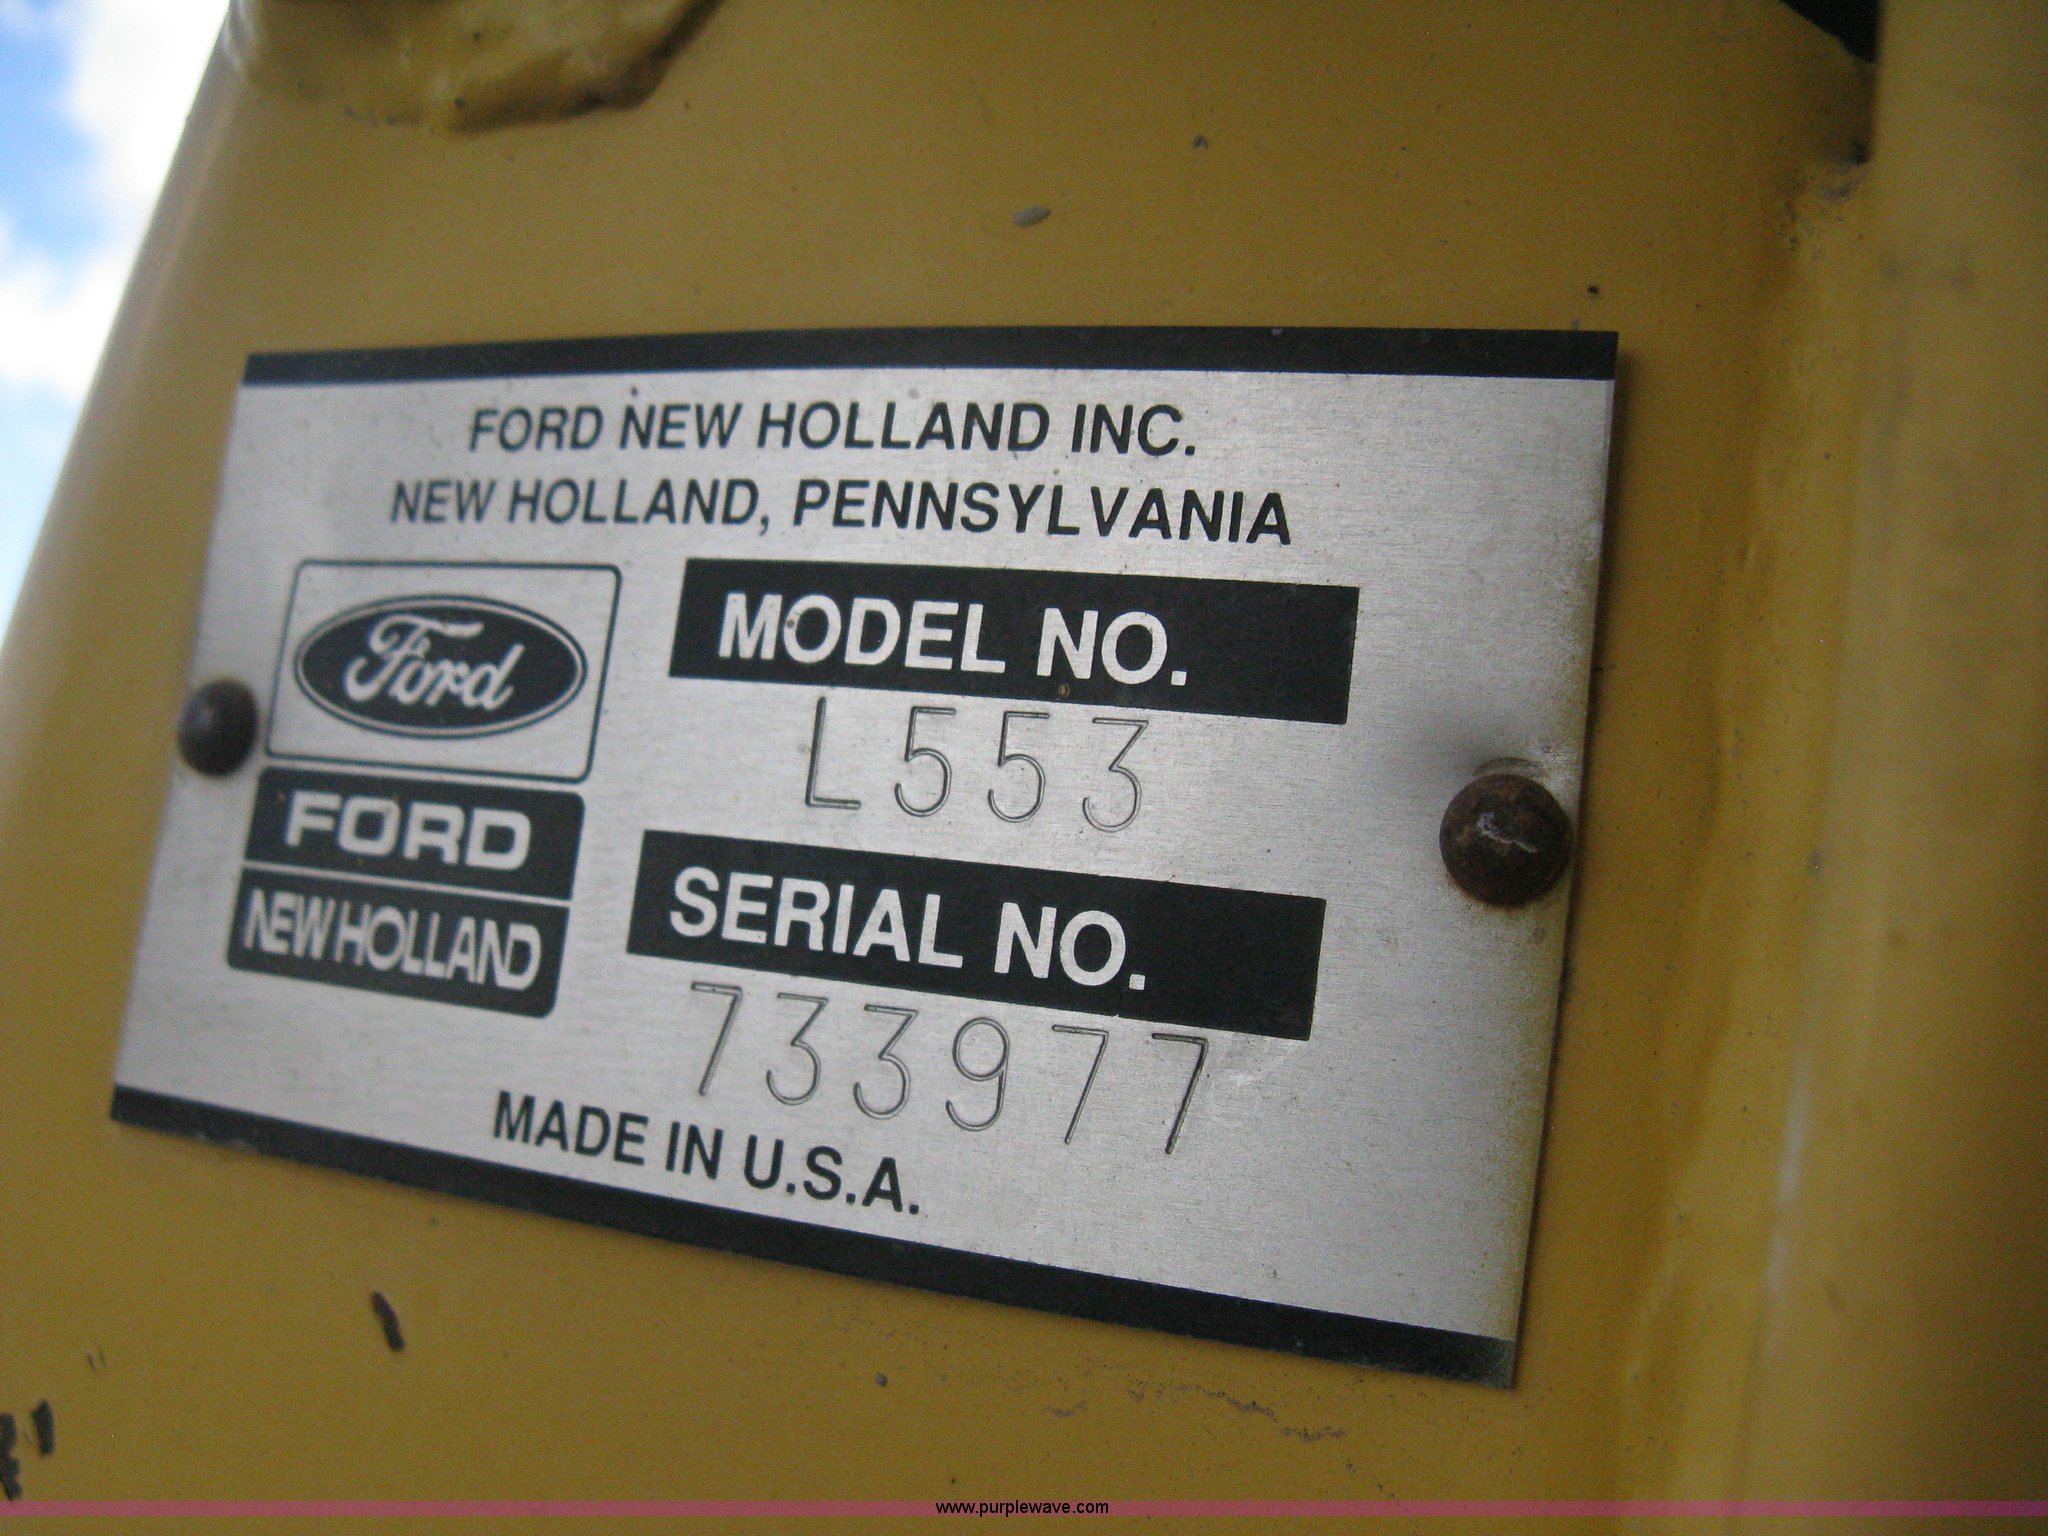 FORD NEW HOLLAND INC.
NEW HOLLAND, PENNSYLVANIA
Ford
FORD
NEW HOLLAND
MODEL NO.
L553
SERIAL NO.
733977
MADE IN U.S.A.
www.purplewave.com